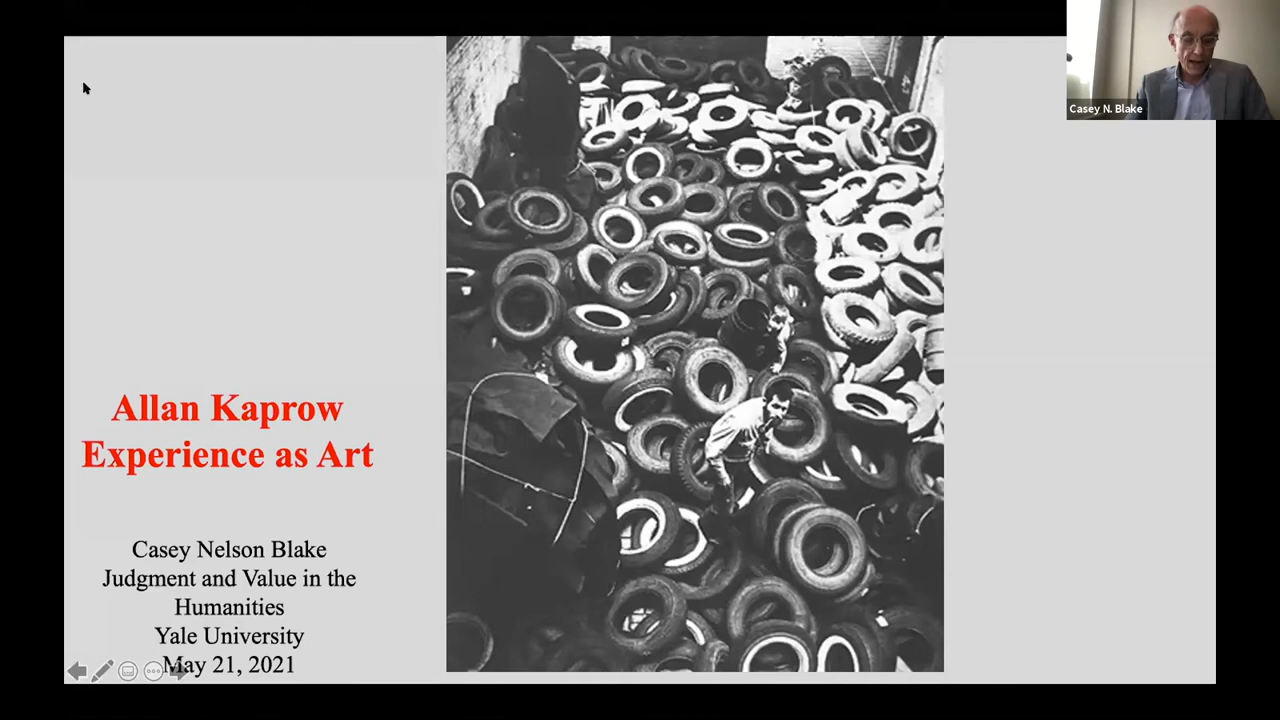 Casey N. Blake
Allan Kaprow
Experience as Art
Casey Nelson Blake
Judgment and Value in the
Humanities
Yale University
May 21, 2021